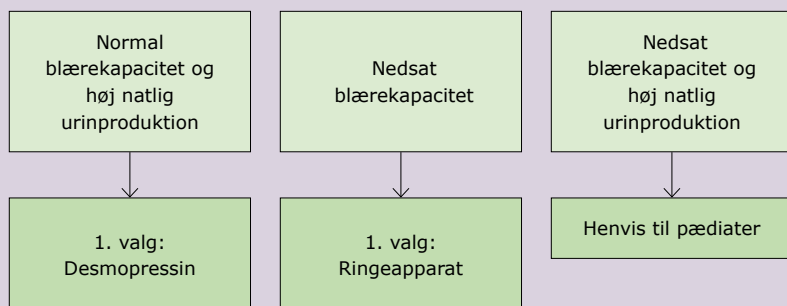 Normal
blærekapacitet og
høj natlig
urinproduktion
Nedsat
blærekapacitet
Nedsat
blærekapacitet og
høj natlig
urinproduktion
1. valg:
Desmopressin
1. valg:
Ringeapparat
Henvis til pædiater